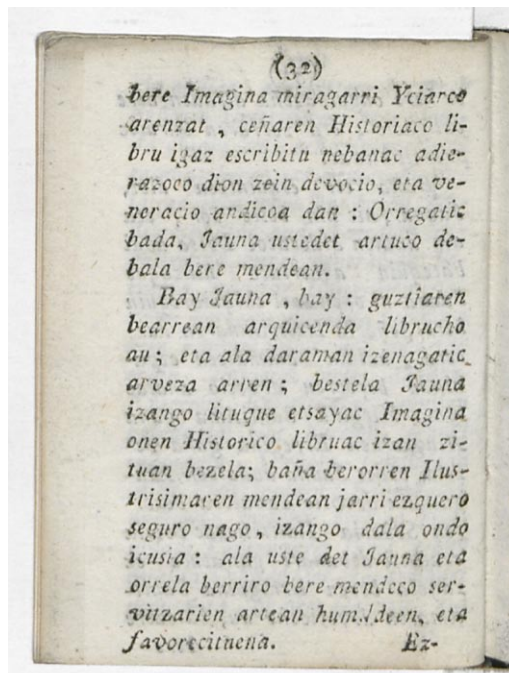 (32)
bere Imagina miragarri Yciarco
arenzat , ceñaren Historiaco li-
bru igaz escribitu nebanac adie-
razoco dion zein devocio, eta ve-
neracio andicoa dan : Orregatic
bada, Jauna ustedet artuco de-
bala bere mendean.
Bay Jauna , bay : guztiaren
bearrean arquicenda librucho
au ; eta ala daraman izenagatic
arveza arren ; bestela Jauna
izango lituque etsayac Imagina
onen Historico libruac izan zi-
tuan bezela; baña berorren Ilus-
trisimaren mendean jarri ezquero
seguro nago, izango dala ondo
icusia : ala uste det Jauna eta
orrela berriro bere mendeco ser-
vitzarien artean humildeen, eta
favorecituena.
Ez-